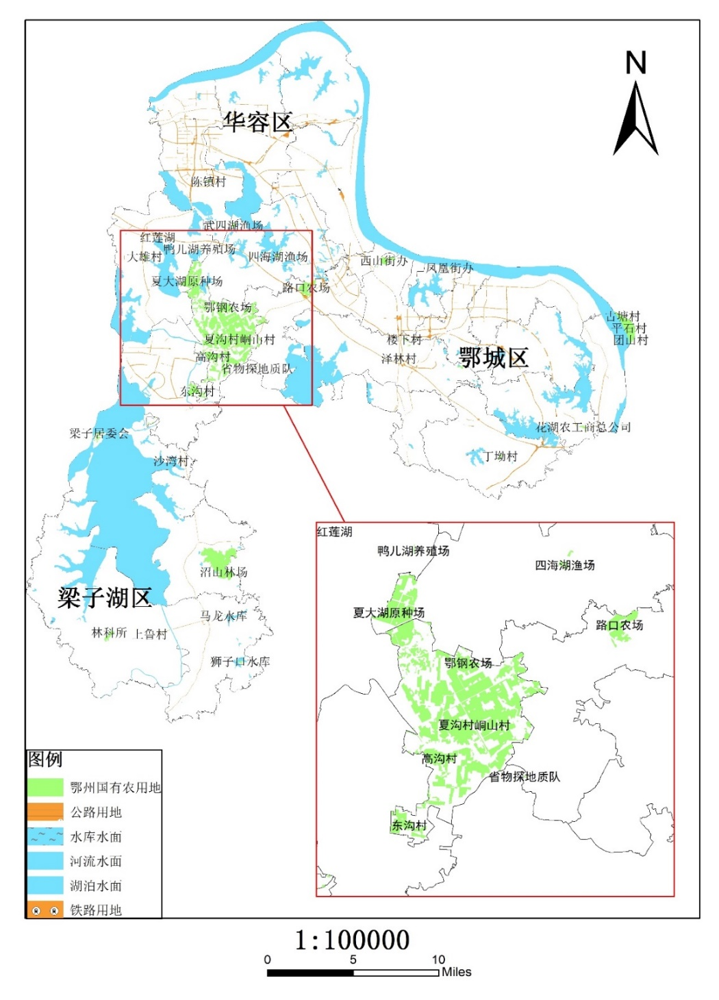 N
华容区
陈镇村
武四湖渔场
红莲湖
鸭儿湖养殖场
大雄村
四海湖渔场
西山街办
凤凰街办
夏大湖原种场
路口农场
鄂钢农场
古塘村
平石村
夏沟村峒山村
楼下村
团山村
高沟村
泽林村
鄂城区
省物探地质队
东沟村
梁子居委会
花湖农工商总公司
沙湾村
丁坳村
沼山林场
梁子湖区
马龙水库
林科所
上鲁村
狮子口水库
红莲湖
鸭儿湖养殖场
四海湖渔场
夏大湖原种场
路口农场
鄂钢农场
夏沟村峒山村
高沟村
省物探地质队
东沟村
图例
鄂州国有农用地
公路用地
水库水面
河流水面
湖泊水面
铁路用地
1:100000
0 5 10
Miles